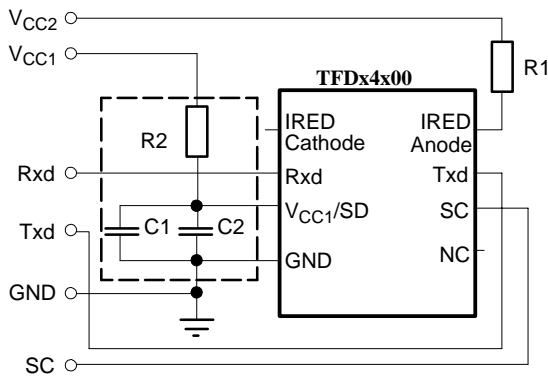 VCC2
VCC1
R1
TFDx4x00
R2
IRED
Cathode
IRED
Anode
Rxd
Rxd
Txd
Txd
C1
C2
VCC1/SD
SC
GND
NC
GND
SC